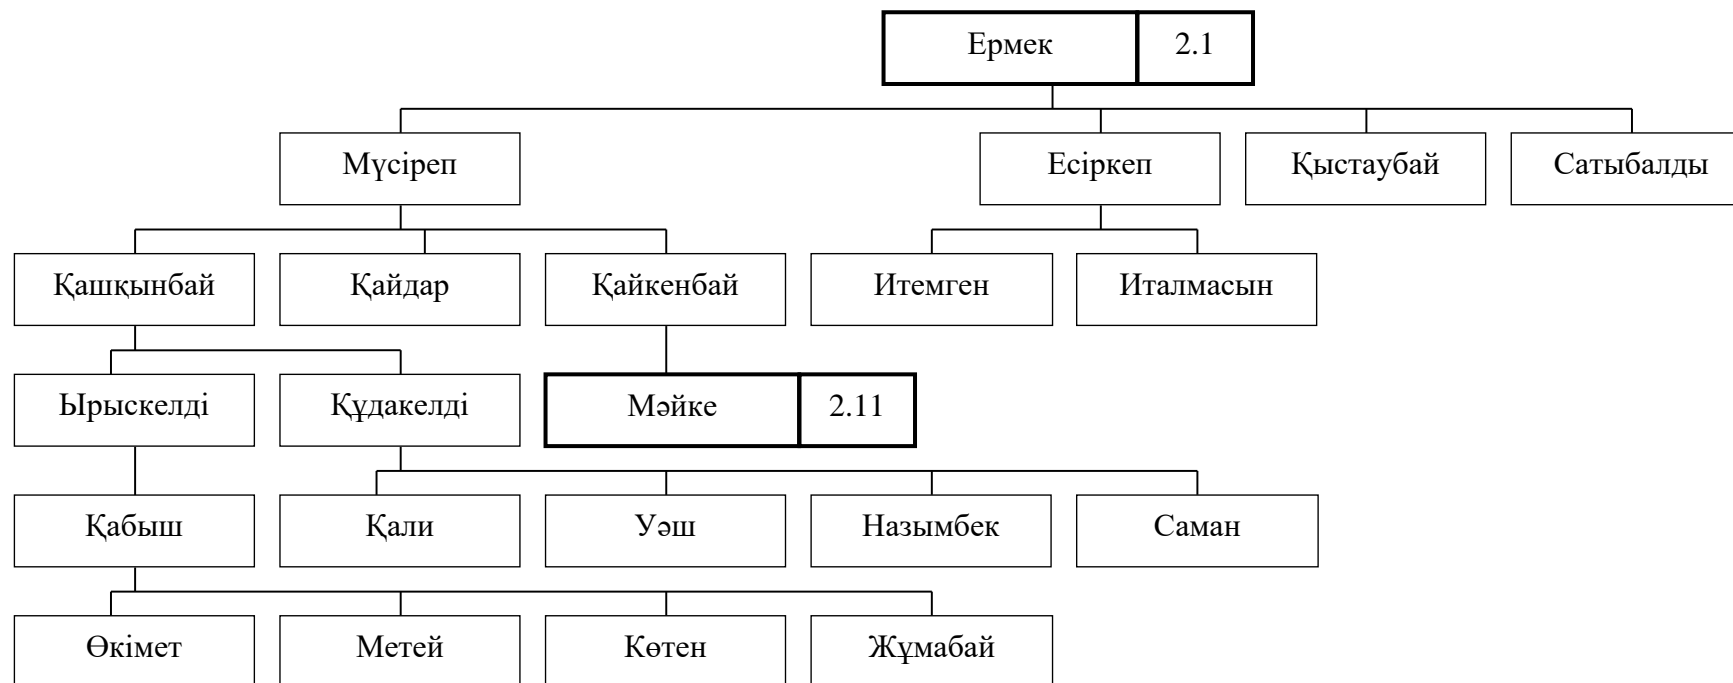 Ермек 2.1
Мүсіреп Есіркеп Қыстаубай Сатыбалды
Қашқынбай Қайдар Қайкенбай Итемген Италмасын
Ырыскелді Құдакелді Мәйке 2.11
Қабыш Қали Уәш Назымбек Саман
Өкімет Метей Көтен Жұмабай